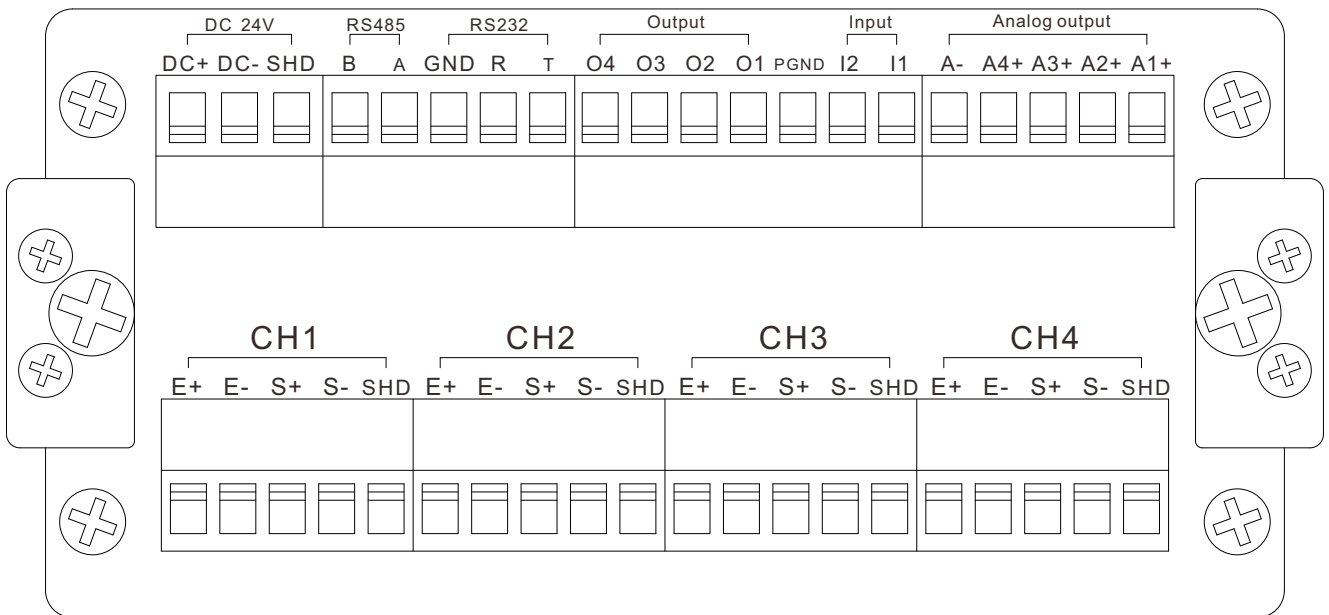 DC 24V RS485 RS232 Output Input Analog output
DC+ DC- SHD B A GND R T O4 O3 O2 O1 PGND I2 I1 A- A4+ A3+ A2+ A1+
CH1 CH2 CH3 CH4
E+ E- S+ S- SHD E+ E- S+ S- SHD E+ E- S+ S- SHD E+ E- S+ S- SHD